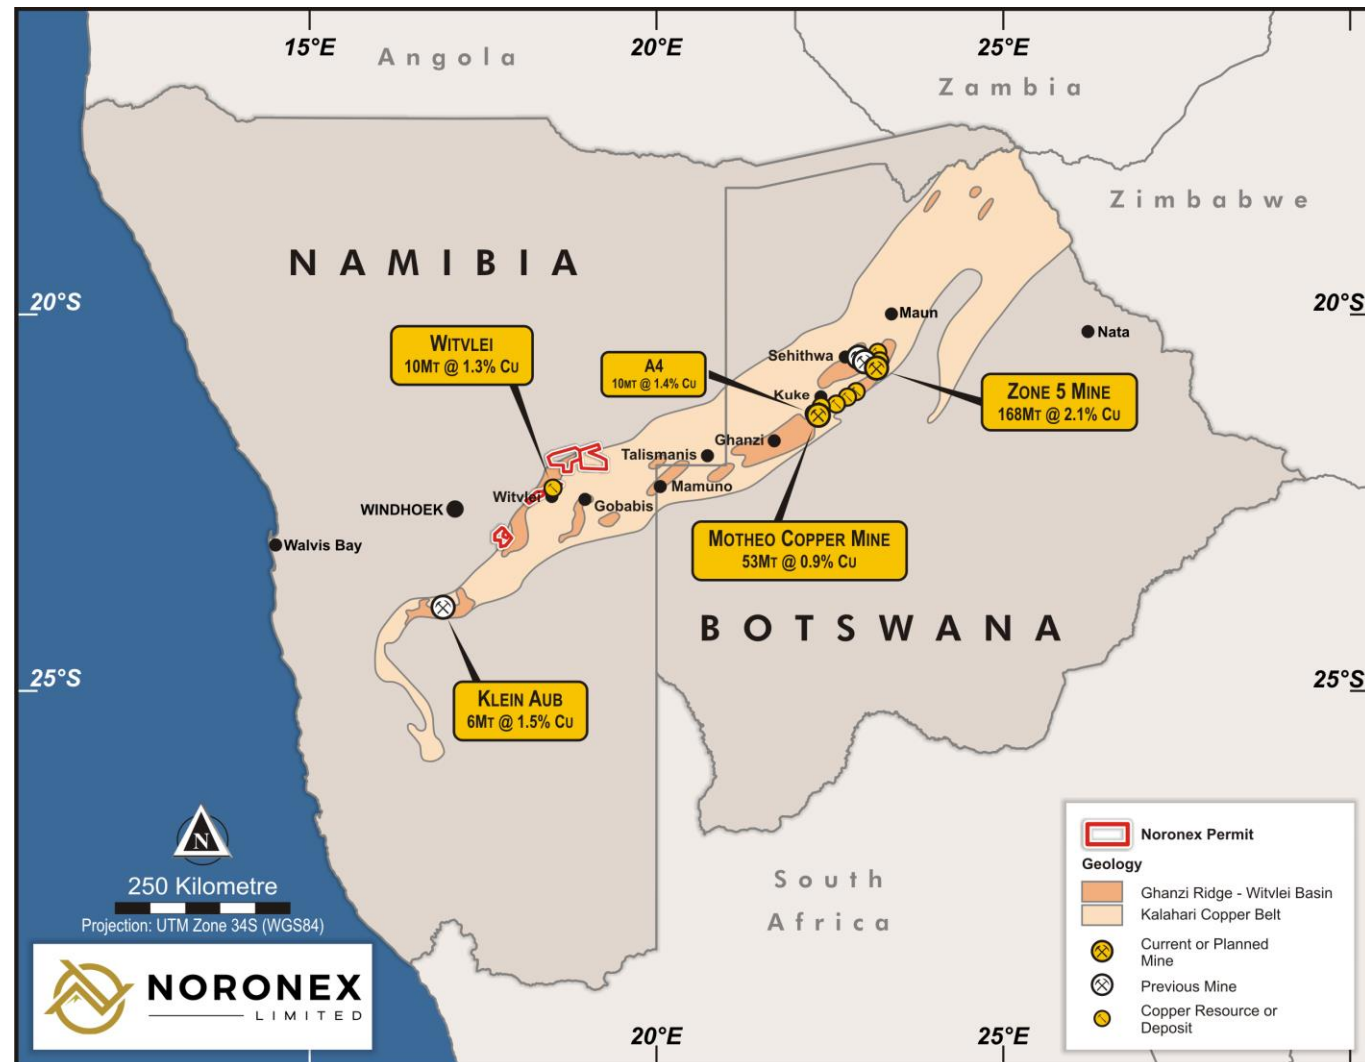 15°E
20°E
25°E
Angola
Zambia
Zimbabwe
NAMIBIA
20°S
20°S
Maun
Nata
WITVLEI
10MT @ 1.3% CU
A4
10MT @ 1.4% CU
Sehithwa
Kuke
ZONE 5 MINE
168MT @ 2.1% CU
Ghanzi
Talismanis
Mamuno
Witvlei
Gobabis
WINDHOEK
Walvis Bay
MOTHEO COPPER MINE
53MT @ 0.9% CU
BOTSWANA
25°S
25°S
KLEIN AUB
6MT @ 1.5% CU
N
250 Kilometre
Projection: UTM Zone 34S (WGS84)
South
Africa
NORONEX
LIMITED
Noronex Permit
Geology
Ghanzi Ridge - Witvlei Basin
Kalahari Copper Belt
Current or Planned
Mine
Previous Mine
Copper Resource or
Deposit
20°E
25°E